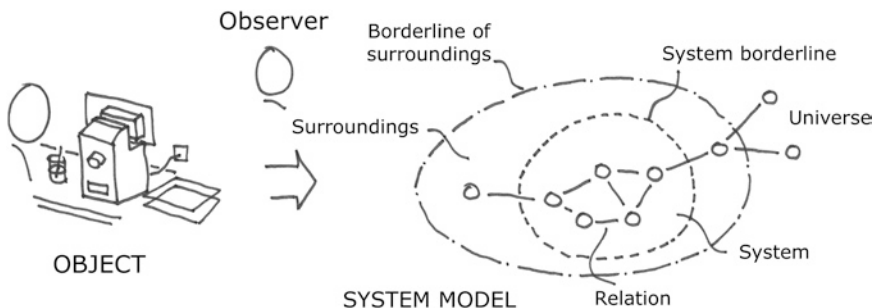 Observer
Borderline of
surroundings
System borderline
Surroundings
Universe
System
OBJECT
SYSTEM MODEL
Relation